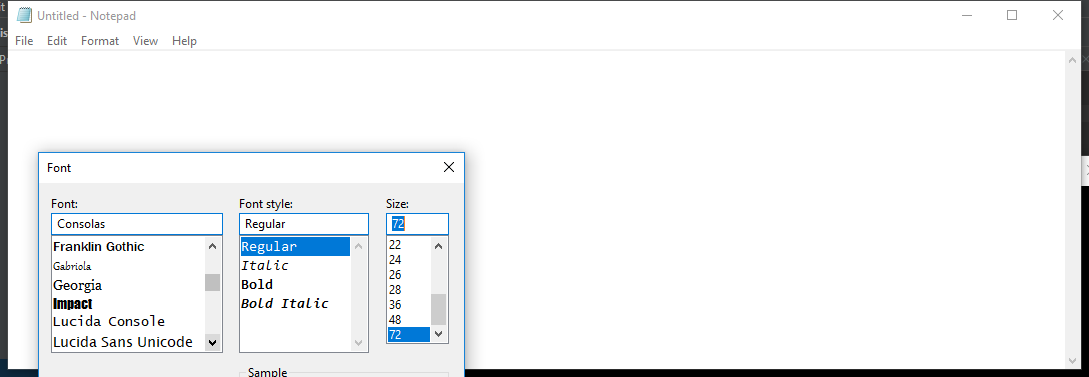 Untitled - Notepad
File Edit Format View Help
Font
Font: Font style: Size:
Consolas Regular 72
Franklin Gothic
Gabriola
Georgia
Impact
Lucida Console
Lucida Sans Unicode
Regular
Italic
Bold
Bold Italic
22
24
26
28
36
48
72
Sample